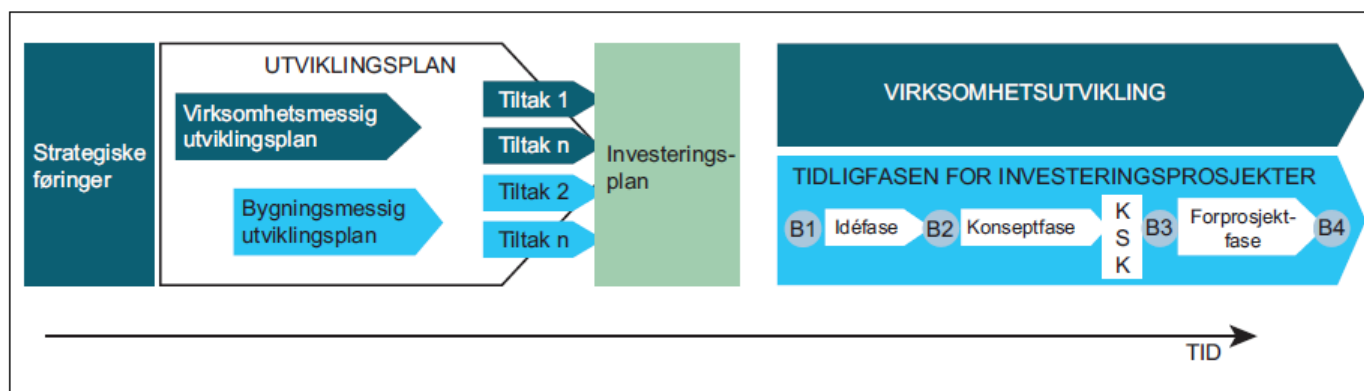 Strategiske
føringer
UTVIKLINGSPLAN
Virksomhetsmessig
utviklingsplan
Bygningsmessig
utviklingsplan
Tiltak 1
Tiltak n
Tiltak 2
Tiltak n
Investerings-
plan
VIRKSOMHETSUTVIKLING
TIDLIGFASEN FOR INVESTERINGSPROSJEKTER
B1
Idéfase
B2
Konseptfase
K
S
K
B3
Forprosjekt-
fase
B4
TID